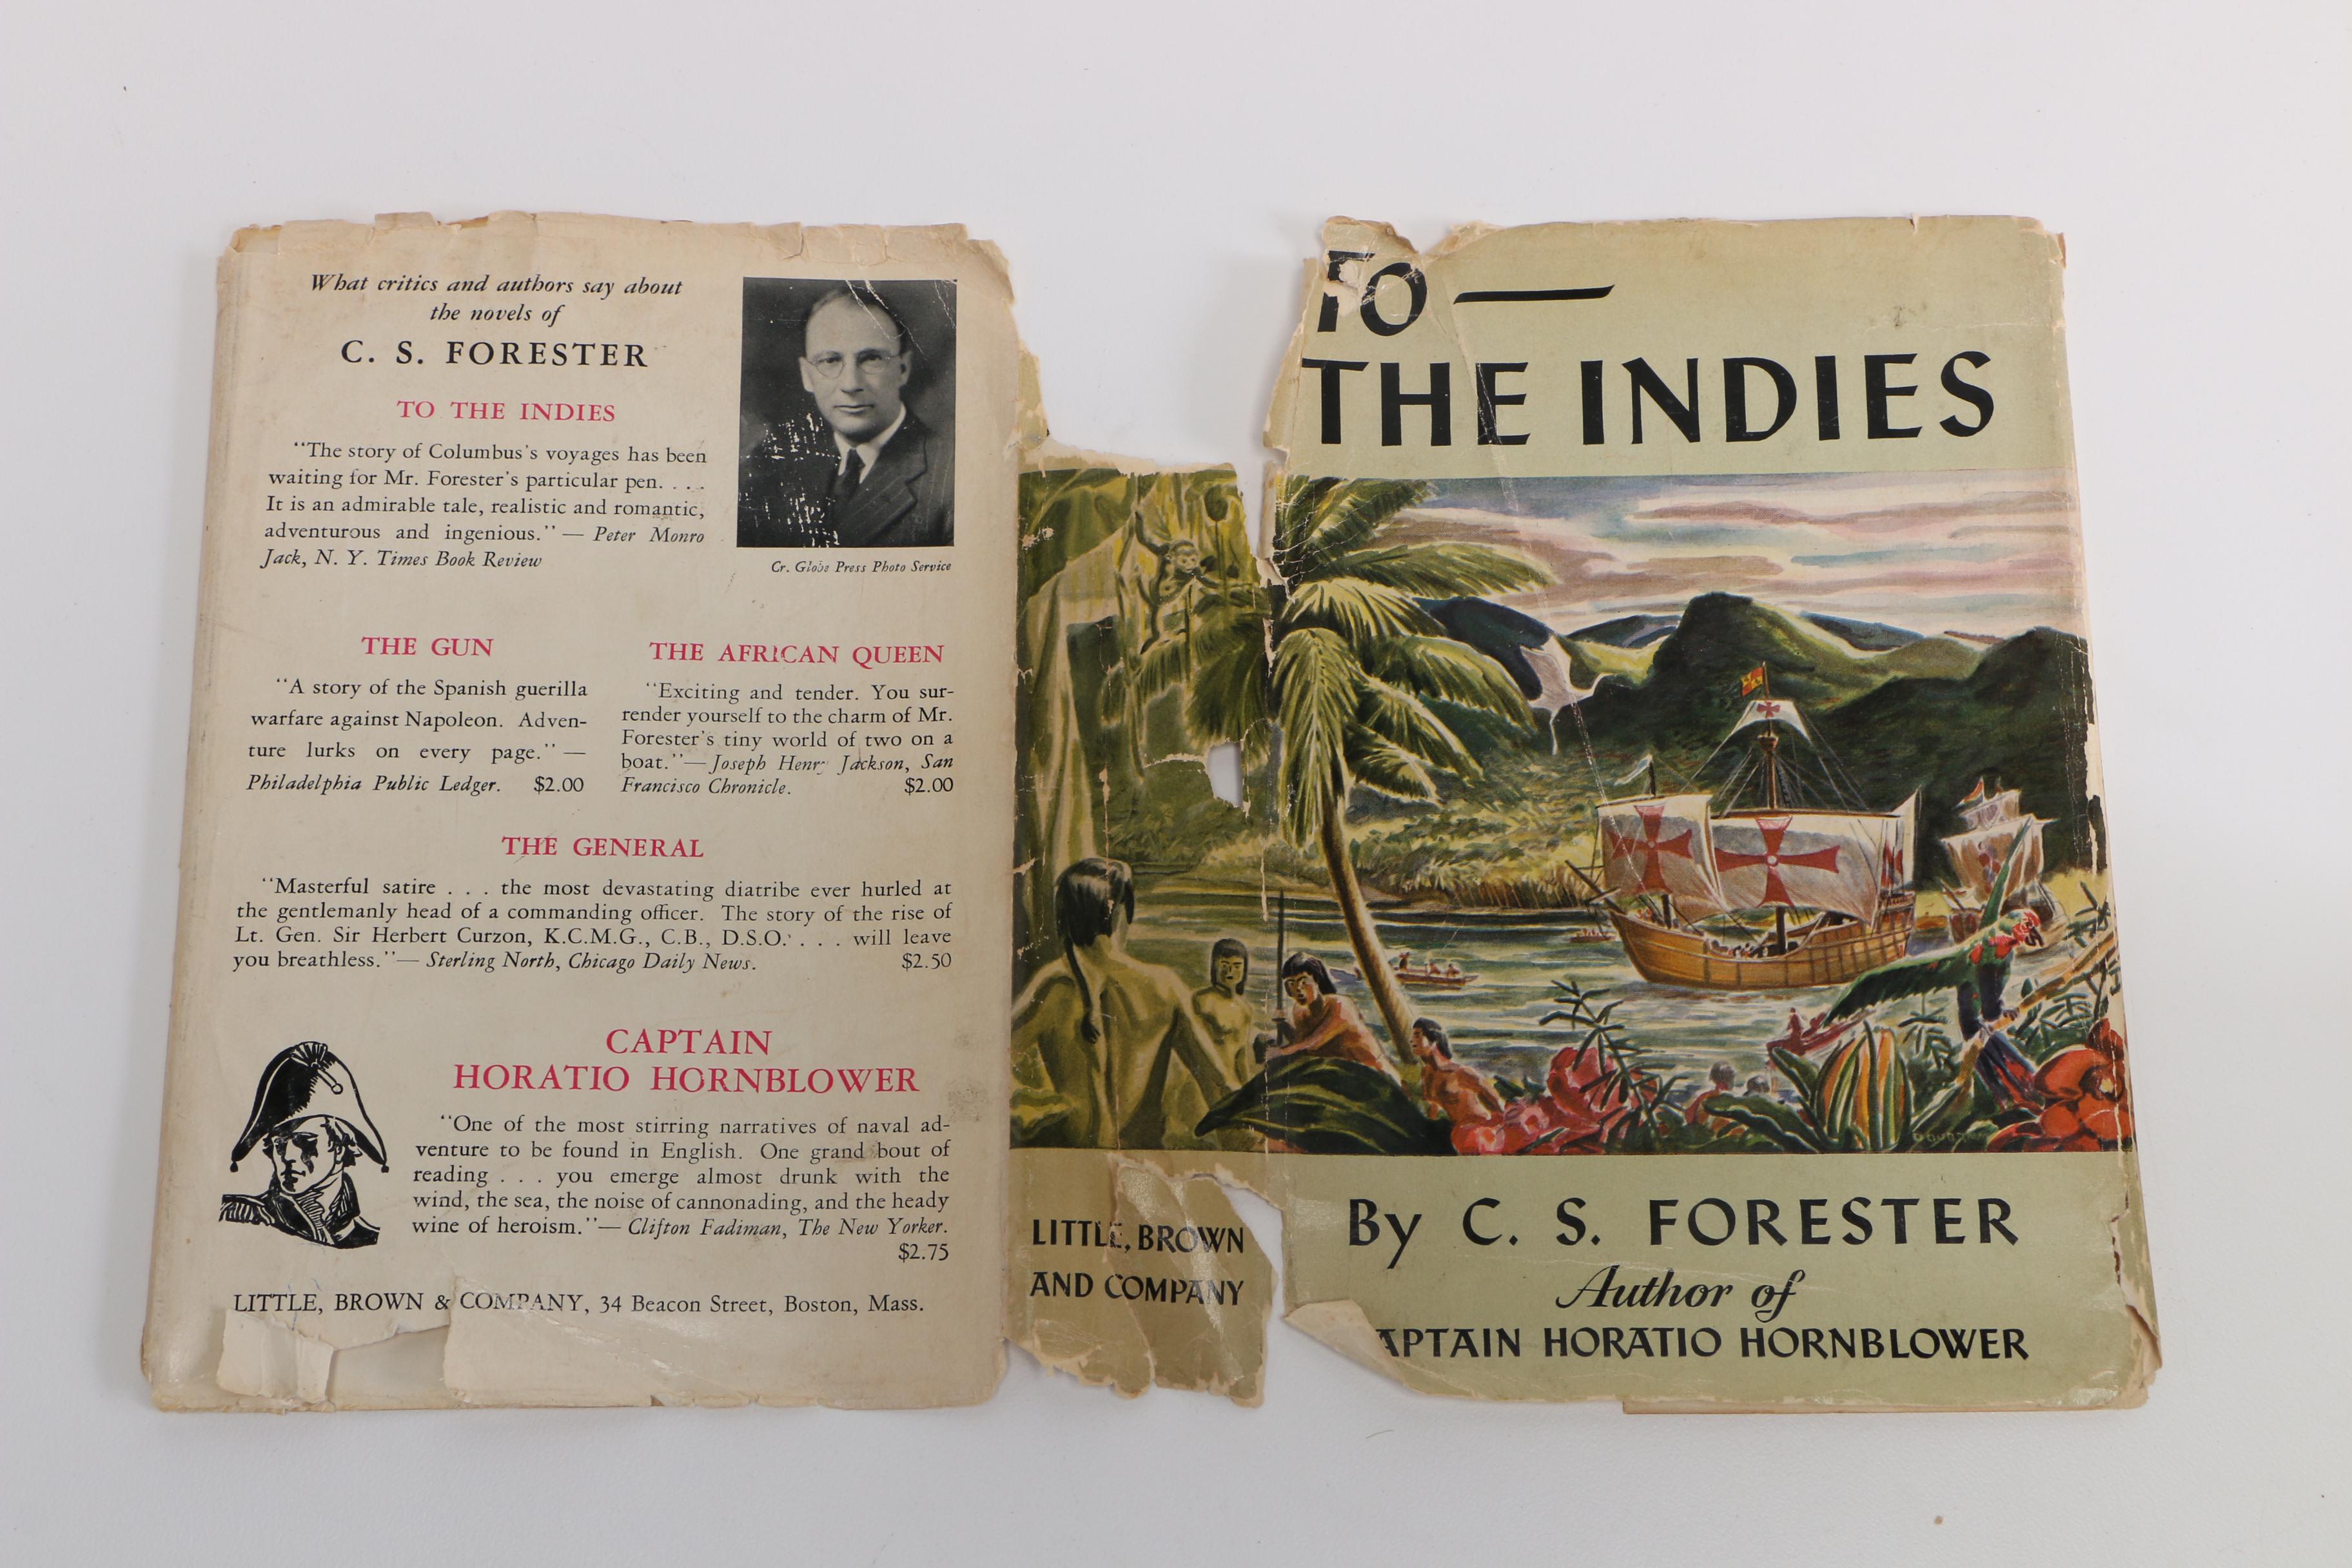 What critics and authors say about
the novels of
C. S. FORESTER
TO THE INDIES
"The story of Columbus's voyages has been
waiting for Mr. Forester's particular pen. . . .
It is an admirable tale, realistic and romantic,
adventurous and ingenious." — Peter Monro
Jack, N. Y. Times Book Review
Cr. Globe Press Photo Service
THE GUN
"A story of the Spanish guerilla
warfare against Napoleon. Adven-
ture lurks on every page." —
Philadelphia Public Ledger. $2.00
THE AFRICAN QUEEN
"Exciting and tender. You sur-
render yourself to the charm of Mr.
Forester's tiny world of two on a
boat."—Joseph Henry Jackson, San
Francisco Chronicle. $2.00
THE GENERAL
"Masterful satire . . . the most devastating diatribe ever hurled at
the gentlemanly head of a commanding officer. The story of the rise of
Lt. Gen. Sir Herbert Curzon, K.C.M.G., C.B., D.S.O. . . . will leave
you breathless."— Sterling North, Chicago Daily News. $2.50
CAPTAIN
HORATIO HORNBLOWER
"One of the most stirring narratives of naval ad-
venture to be found in English. One grand bout of
reading . . . you emerge almost drunk with the
wind, the sea, the noise of cannonading, and the heady
wine of heroism."— Clifton Fadiman, The New Yorker.
$2.75
LITTLE, BROWN & COMPANY, 34 Beacon Street, Boston, Mass.
LITTLE, BROWN
AND COMPANY
TO —
THE INDIES
By C. S. FORESTER
Author of
APTAIN HORATIO HORNBLOWER